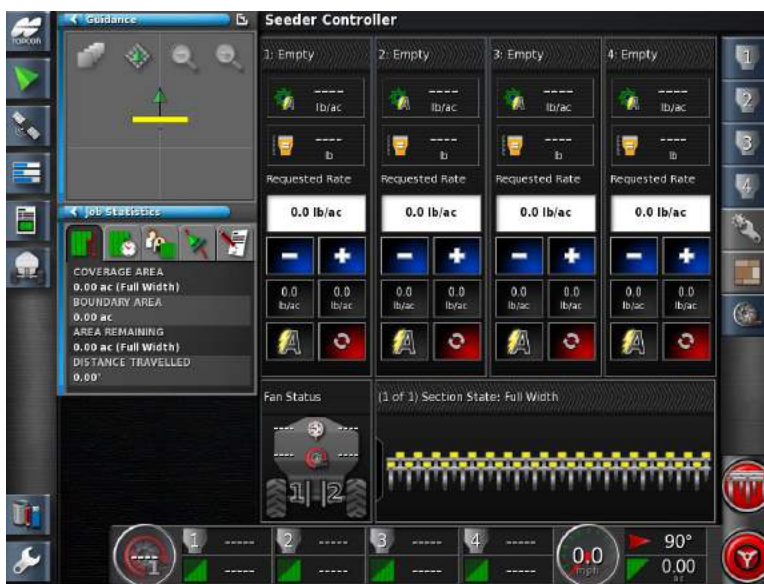 TOPCON
Guidance
Seeder Controller
1: Empty
2: Empty
3: Empty
4: Empty
----
lb/ac
----
lb/ac
----
lb/ac
----
lb/ac
----
lb
----
lb
----
lb
----
lb
Requested Rate
Requested Rate
Requested Rate
Requested Rate
0.0 lb/ac
0.0 lb/ac
0.0 lb/ac
0.0 lb/ac
- +
- +
- +
- +
0.0 lb/ac
0.0 lb/ac
0.0 lb/ac
0.0 lb/ac
0.0 lb/ac
0.0 lb/ac
0.0 lb/ac
0.0 lb/ac
A
A
A
A
Job Statistics
COVERAGE AREA
0.00 ac (Full Width)
BOUNDARY AREA
0.00 ac
AREA REMAINING
0.00 ac (Full Width)
DISTANCE TRAVELLED
0.00"
Fan Status
---- ----
---- ----
1 2
(1 of 1) Section State: Full Width
1
2
3
4
----
1
1 -----
2 -----
3 -----
4 -----
-----
-----
-----
-----
0.0
mph
90°
0.00
ac